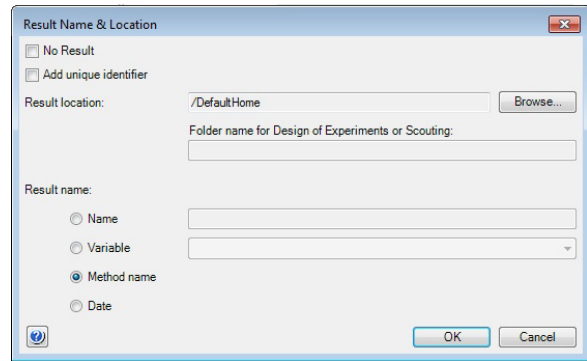 Result Name & Location
No Result
Add unique identifier
Result location:
/DefaultHome
Browse...
Folder name for Design of Experiments or Scouting:
Result name:
Name
Variable
Method name
Date
OK
Cancel